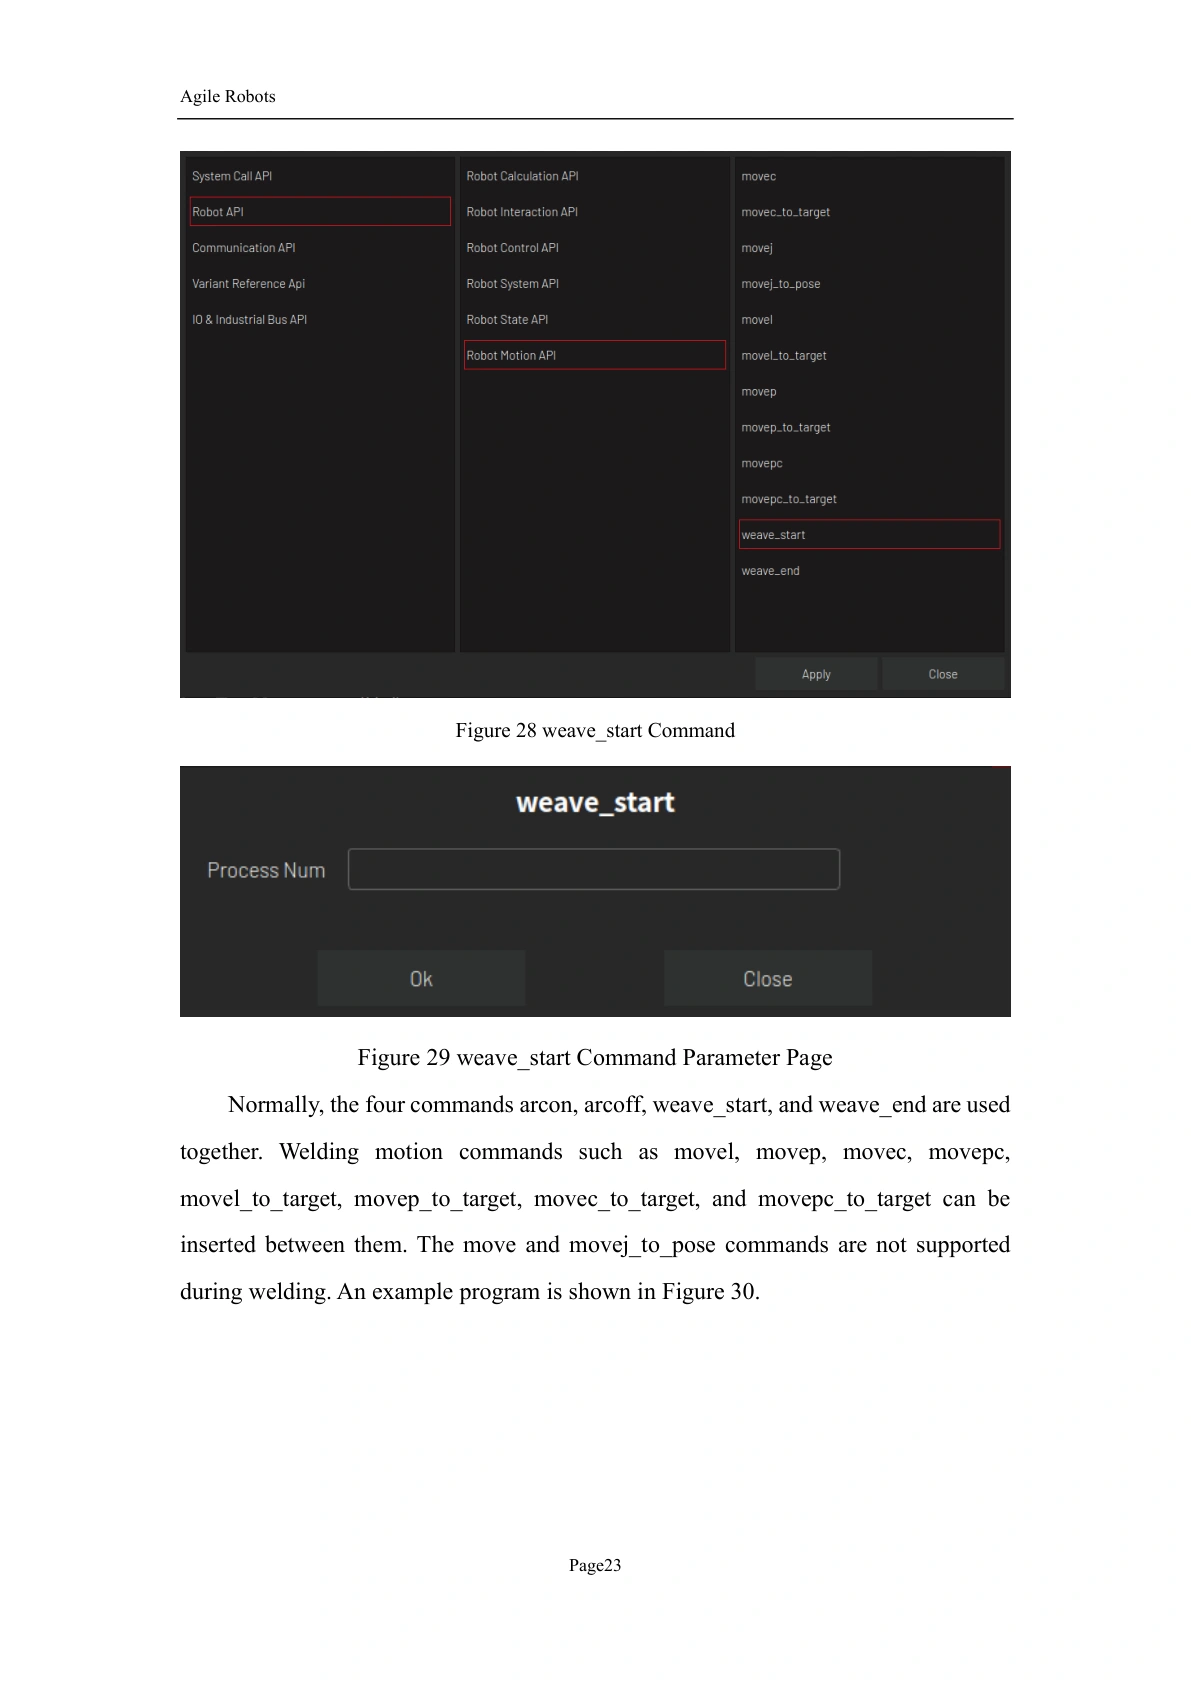 Agile Robots
System Call API
Robot API
Communication API
Variant Reference Api
IO & Industrial Bus API
Robot Calculation API
Robot Interaction API
Robot Control API
Robot System API
Robot State API
Robot Motion API
movec
movec_to_target
movej
movej_to_pose
movel
movel_to_target
movep
movep_to_target
movepc
movepc_to_target
weave_start
weave_end
Apply
Close
Figure 28 weave_start Command
weave_start
Process Num
Ok
Close
Figure 29 weave_start Command Parameter Page
Normally, the four commands arcon, arcoff, weave_start, and weave_end are used
together. Welding motion commands such as movel, movep, movec, movepc,
movel_to_target, movep_to_target, movec_to_target, and movepc_to_target can be
inserted between them. The move and movej_to_pose commands are not supported
during welding. An example program is shown in Figure 30.
Page23